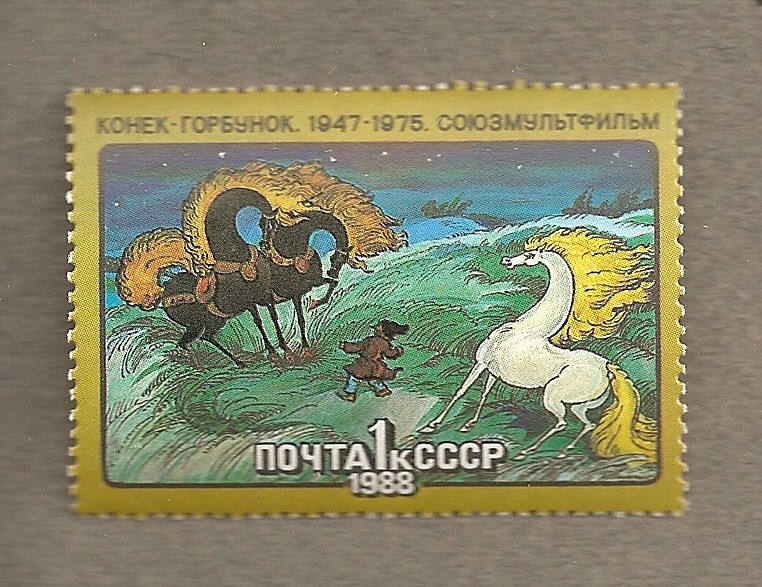 КОНЕК-ГОРБУНОК. 1947-1975. СОЮЗМУЛЬТФИЛЬМ
ПОЧТА 1к СССР
1988